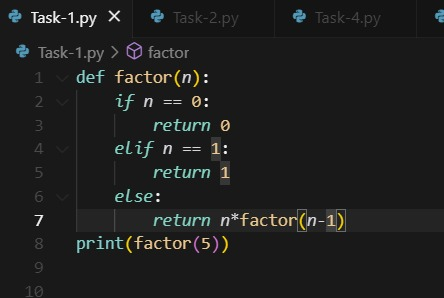 Task-1.py × Task-2.py Task-4.py
Task-1.py > factor
1 def factor(n):
2     if n == 0:
3         return 0
4     elif n == 1:
5         return 1
6     else:
7         return n*factor(n-1)
8 print(factor(5))
9
10